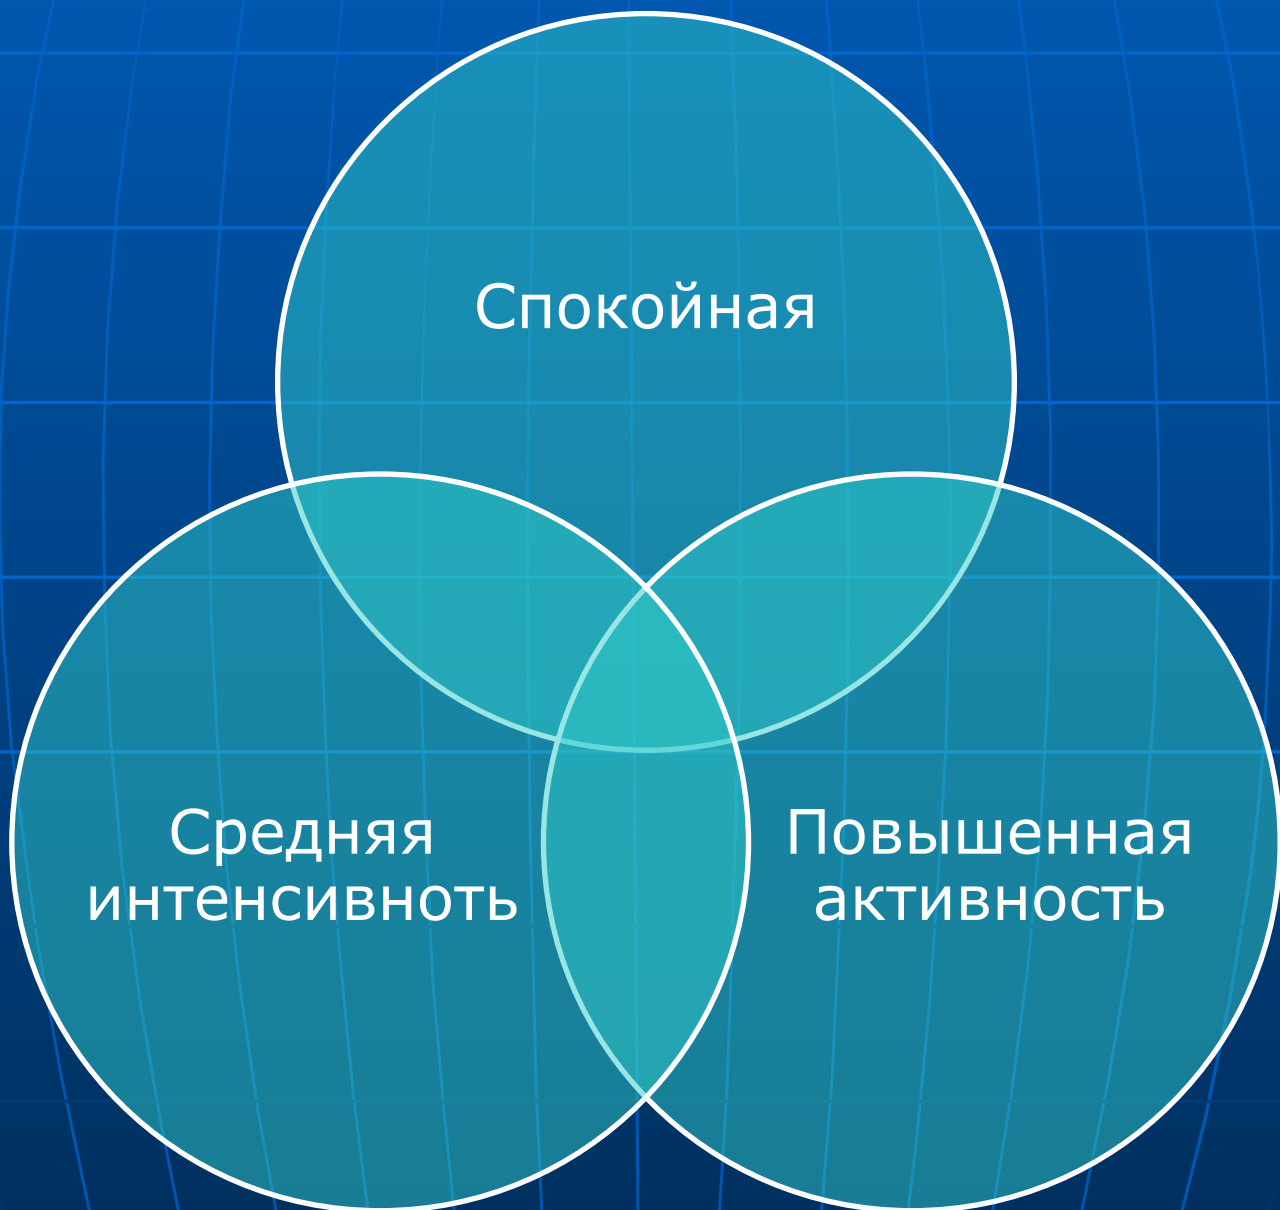 Спокойная
Средняя
интенсивноть
Повышенная
активность